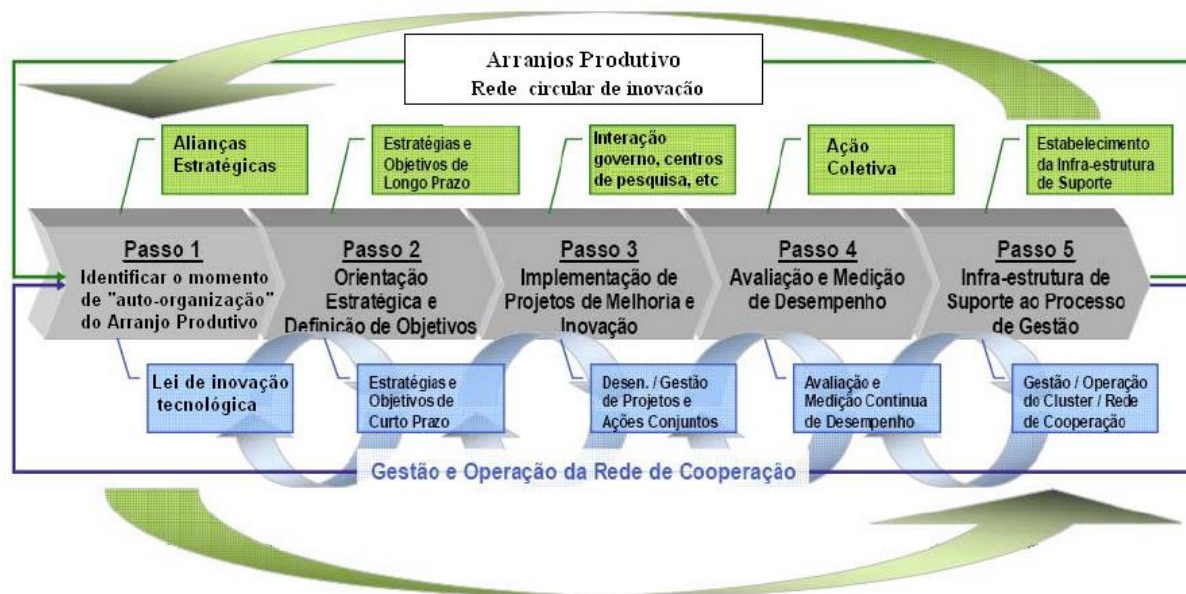 Arranjos Produtivo
Rede circular de inovação
Alianças
Estratégicas
Estratégias e
Objetivos de
Longo Prazo
Interação
governo, centros
de pesquisa, etc
Ação
Coletiva
Estabelecimento
da Infra-estrutura
de Suporte
Passo 1
Identificar o momento
de "auto-organização"
do Arranjo Produtivo
Passo 2
Orientação
Estratégica e
Definição de Objetivos
Passo 3
Implementação de
Projetos de Melhoria e
Inovação
Passo 4
Avaliação e Medição
de Desempenho
Passo 5
Infra-estrutura de
Suporte ao Processo
de Gestão
Lei de inovação
tecnológica
Estratégias e
Objetivos de
Curto Prazo
Desen. / Gestão
de Projetos e
Ações Conjuntos
Avaliação e
Medição Continua
de Desempenho
Gestão / Operação
do Cluster / Rede
de Cooperação
Gestão e Operação da Rede de Cooperação